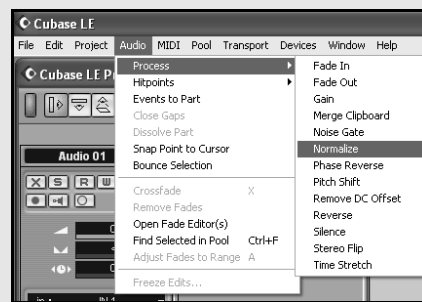 Cubase LE
File Edit Project Audio MIDI Pool Transport Devices Window Help
Cubase LE Pr
Process
Hitpoints
Events to Part
Close Gaps
Dissolve Part
Snap Point to Cursor
Bounce Selection
Crossfade X
Remove Fades
Open Fade Editor(s)
Find Selected in Pool Ctrl+F
Adjust Fades to Range A
Freeze Edits...
Fade In
Fade Out
Gain
Merge Clipboard
Noise Gate
Normalize
Phase Reverse
Pitch Shift
Remove DC Offset
Reverse
Silence
Stereo Flip
Time Stretch
Audio 01
X S R W